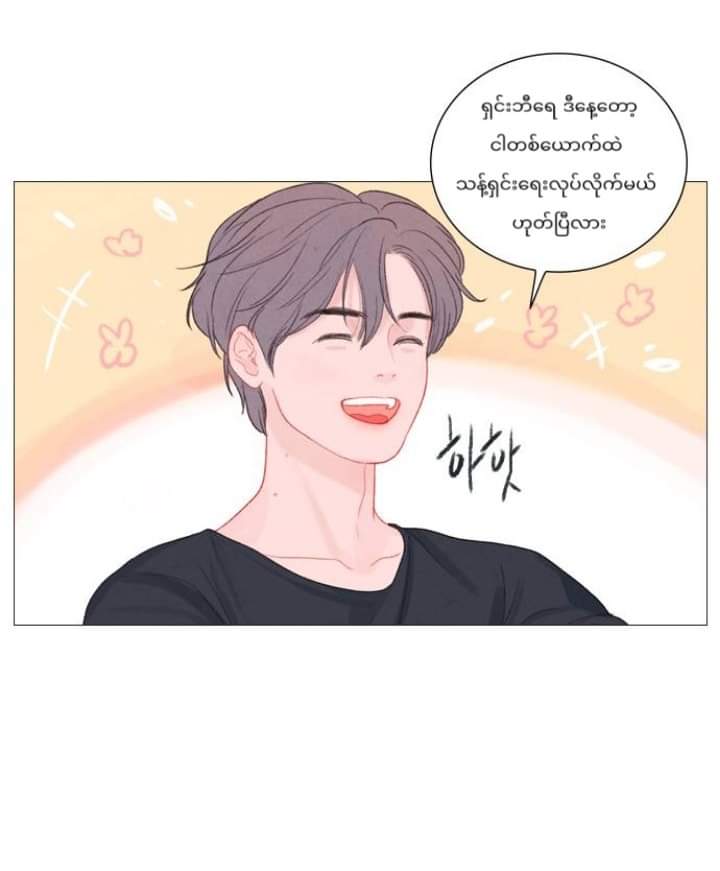 ရှင်းဘီရေ ဒီနေ့တော့
ငါတစ်ယောက်ထဲ
သန့်ရှင်းရေးလုပ်လိုက်မယ်
ဟုတ်ပြီလား
하핫